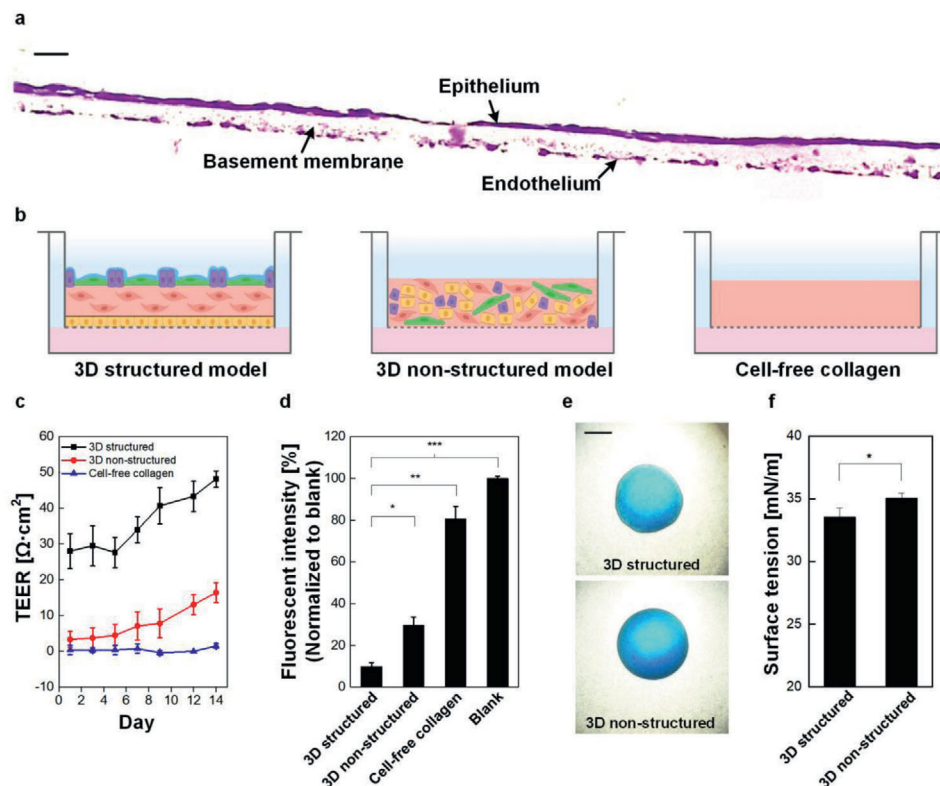 a
Epithelium
Basement membrane
Endothelium
b
3D structured model
3D non-structured model
Cell-free collagen
c
TEER [Ω·cm²]
60
50
40
30
20
10
0
-10
3D structured
3D non-structured
Cell-free collagen
0 2 4 6 8 10 12 14
Day
d
Fluorescent intensity [%]
(Normalized to blank)
120
100
80
60
40
20
0
***
**
*
3D structured
3D non-structured
Cell-free collagen
Blank
e
3D structured
3D non-structured
f
Surface tension [mN/m]
40
35
30
25
20
*
3D structured
3D non-structured